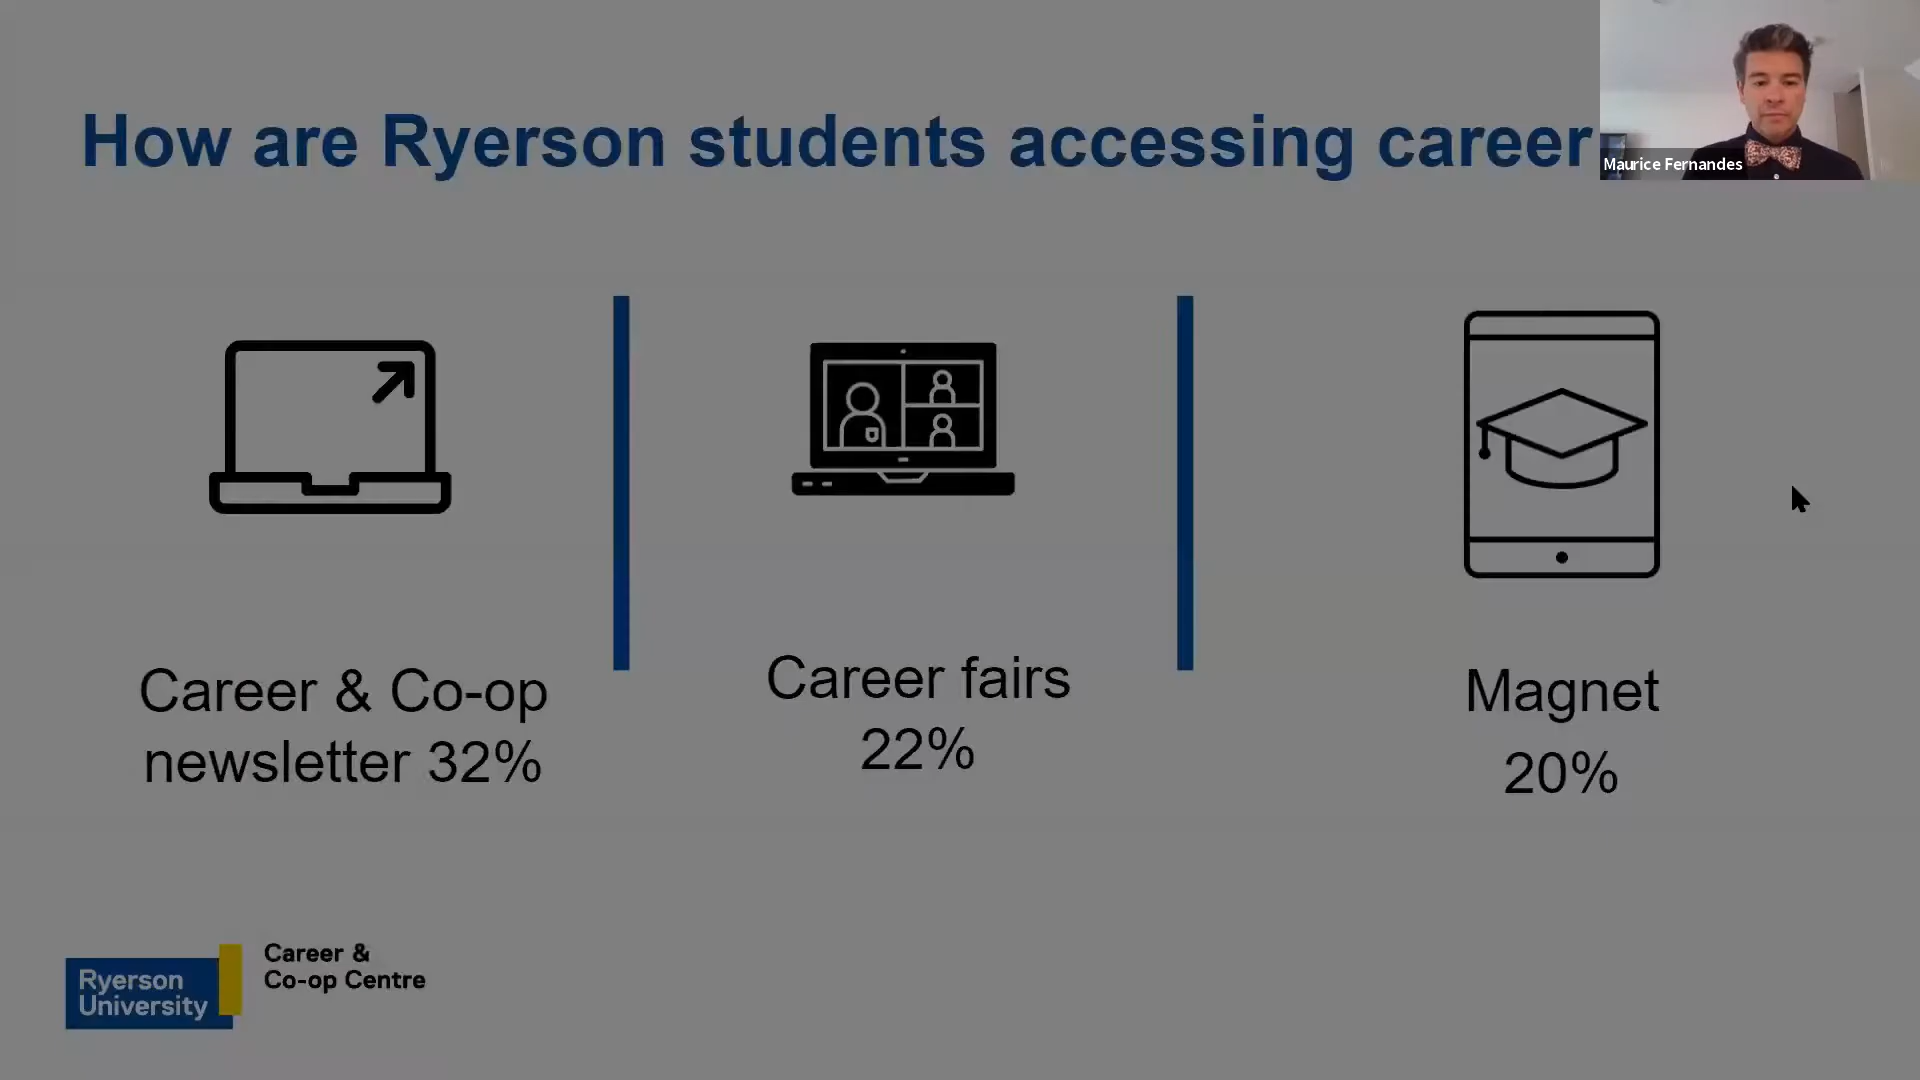 How are Ryerson students accessing career
Maurice Fernandes
Career & Co-op
newsletter 32%
Career fairs
22%
Magnet
20%
Ryerson
University
Career &
Co-op Centre